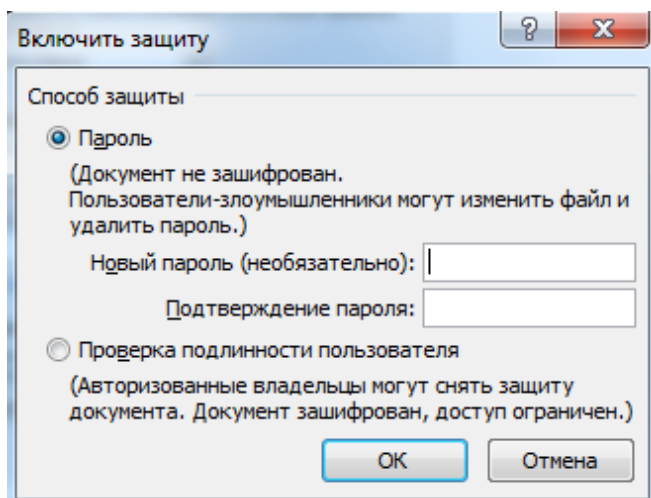 Включить защиту
Способ защиты
Пароль
(Документ не зашифрован.
Пользователи-злоумышленники могут изменить файл и
удалить пароль.)
Новый пароль (необязательно):
Подтверждение пароля:
Проверка подлинности пользователя
(Авторизованные владельцы могут снять защиту
документа. Документ зашифрован, доступ ограничен.)
ОК Отмена